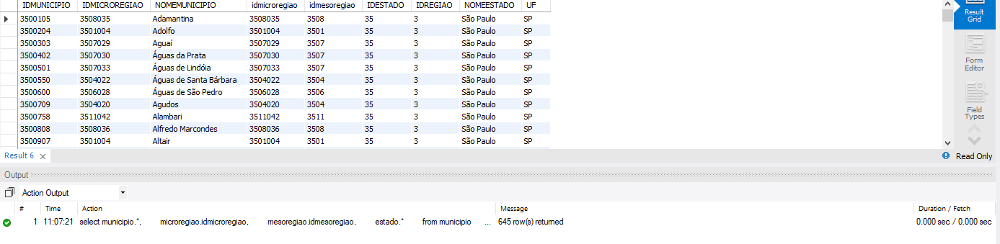 IDMUNICIPIO IDMICROREGIAO NOMEMUNICIPIO idmicroregiao idmesoregiao IDESTADO IDREGIAO NOMEESTADO UF
3500105 3508035 Adamantina 3508035 3508 35 3 São Paulo SP
3500204 3501004 Adolfo 3501004 3501 35 3 São Paulo SP
3500303 3507029 Aguaí 3507029 3507 35 3 São Paulo SP
3500402 3507030 Águas da Prata 3507030 3507 35 3 São Paulo SP
3500501 3507033 Águas de Lindóia 3507033 3507 35 3 São Paulo SP
3500550 3504022 Águas de Santa Bárbara 3504022 3504 35 3 São Paulo SP
3500600 3506028 Águas de São Pedro 3506028 3506 35 3 São Paulo SP
3500709 3504020 Agudos 3504020 3504 35 3 São Paulo SP
3500758 3511042 Alambari 3511042 3511 35 3 São Paulo SP
3500808 3508036 Alfredo Marcondes 3508036 3508 35 3 São Paulo SP
3500907 3501004 Altair 3501004 3501 35 3 São Paulo SP
Result
Grid
Form
Editor
Field
Types
Result 6
Read Only
Output
Action Output
# Time Action Message Duration / Fetch
1 11:07:21 select municipio.*, microregiao.idmicroregiao, mesoregiao.idmesoregiao, estado.* from municipio ... 645 row(s) returned 0.000 sec / 0.000 sec